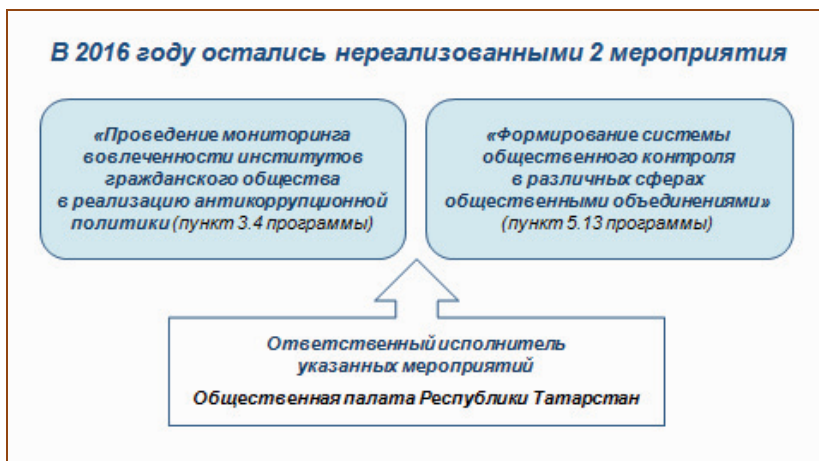 В 2016 году остались нереализованными 2 мероприятия
«Проведение мониторинга
вовлеченности институтов
гражданского общества
в реализацию антикоррупционной
политики (пункт 3.4 программы)
«Формирование системы
общественного контроля
в различных сферах
общественными объединениями»
(пункт 5.13 программы)
Ответственный исполнитель
указанных мероприятий
Общественная палата Республики Татарстан